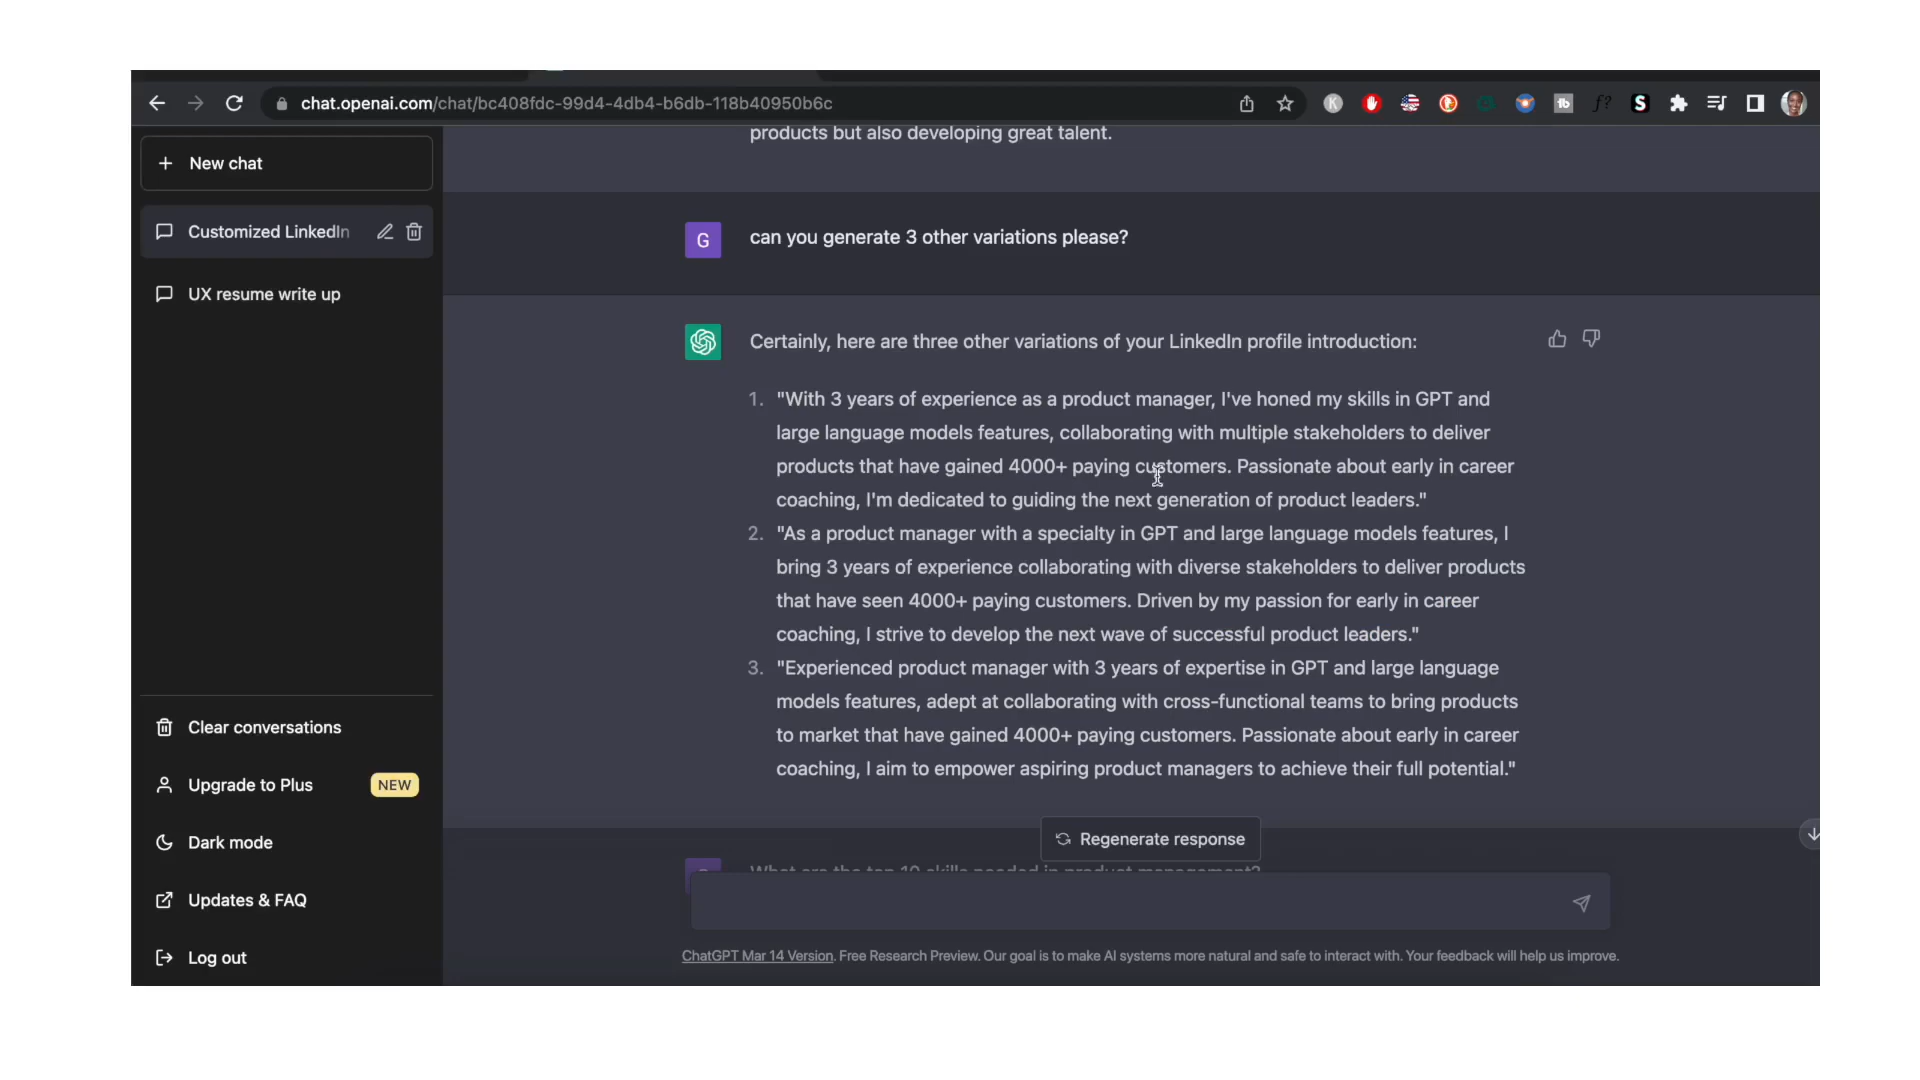 chat.openai.com/chat/bc408fdc-99d4-4db4-b6db-118b40950b6c
K
tb
f?
S
New chat
Customized LinkedIn
UX resume write up
Clear conversations
Upgrade to Plus NEW
Dark mode
Updates & FAQ
Log out
products but also developing great talent.
G
can you generate 3 other variations please?
Certainly, here are three other variations of your LinkedIn profile introduction:
1. "With 3 years of experience as a product manager, I've honed my skills in GPT and
large language models features, collaborating with multiple stakeholders to deliver
products that have gained 4000+ paying customers. Passionate about early in career
coaching, I'm dedicated to guiding the next generation of product leaders."
2. "As a product manager with a specialty in GPT and large language models features, I
bring 3 years of experience collaborating with diverse stakeholders to deliver products
that have seen 4000+ paying customers. Driven by my passion for early in career
coaching, I strive to develop the next wave of successful product leaders."
3. "Experienced product manager with 3 years of expertise in GPT and large language
models features, adept at collaborating with cross-functional teams to bring products
to market that have gained 4000+ paying customers. Passionate about early in career
coaching, I aim to empower aspiring product managers to achieve their full potential."
Regenerate response
What are the top 10 skills needed in product management?
ChatGPT Mar 14 Version. Free Research Preview. Our goal is to make AI systems more natural and safe to interact with. Your feedback will help us improve.